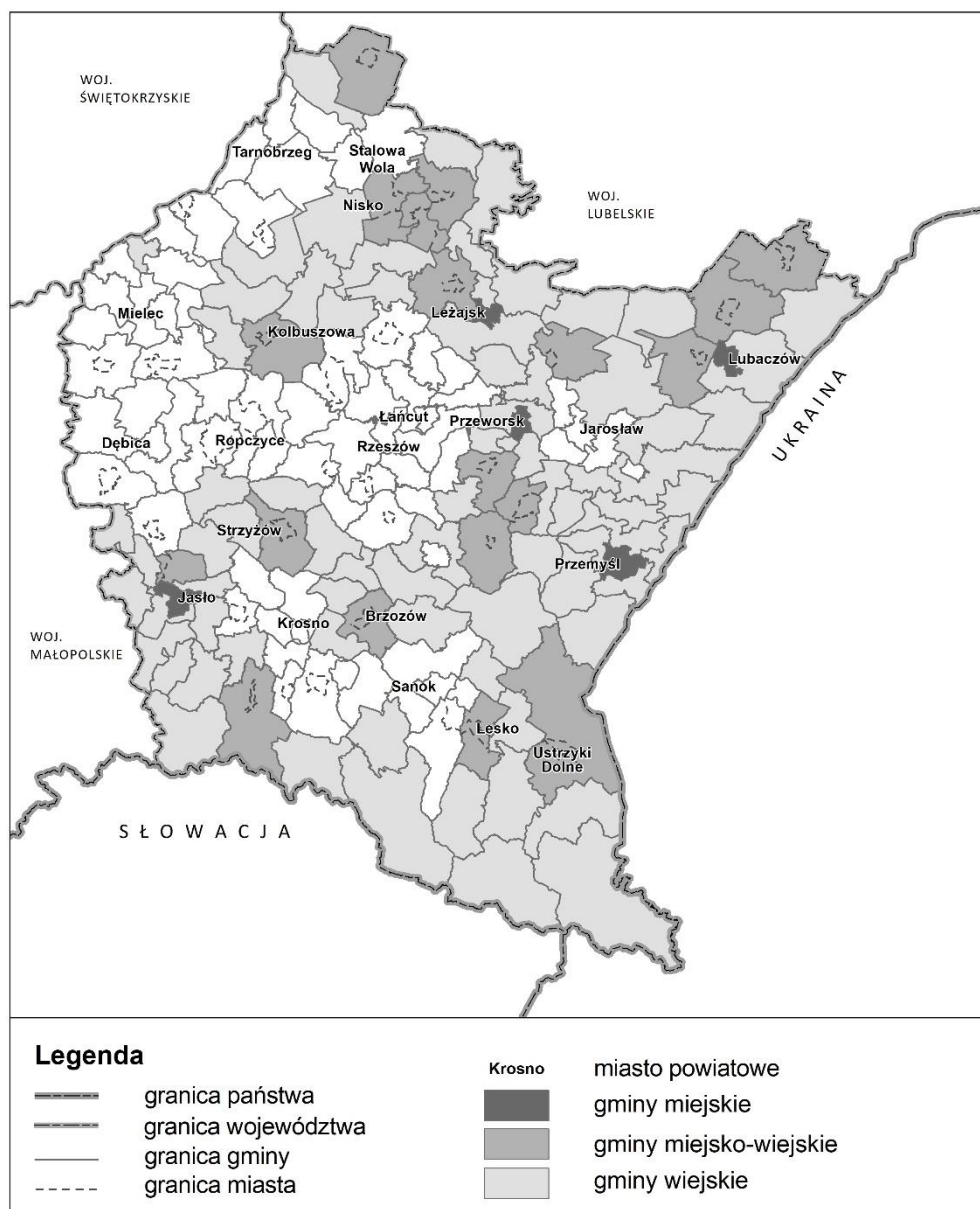 WOJ.
ŚWIĘTOKRZYSKIE
Tarnobrzeg
Stalowa
Wola
Nisko
WOJ.
LUBELSKIE
Mielec
Kolbuszowa
Leżajsk
Lubaczów
Łańcut
Przeworsk
Jarosław
Dębica
Ropczyce
Rzeszów
UKRAINA
Strzyżów
Przemyśl
Jasło
Krosno
Brzozów
WOJ.
MAŁOPOLSKIE
Sanok
Lesko
Ustrzyki
Dolne
SŁOWACJA
Legenda
granica państwa
granica województwa
granica gminy
granica miasta
Krosno miasto powiatowe
gminy miejskie
gminy miejsko-wiejskie
gminy wiejskie